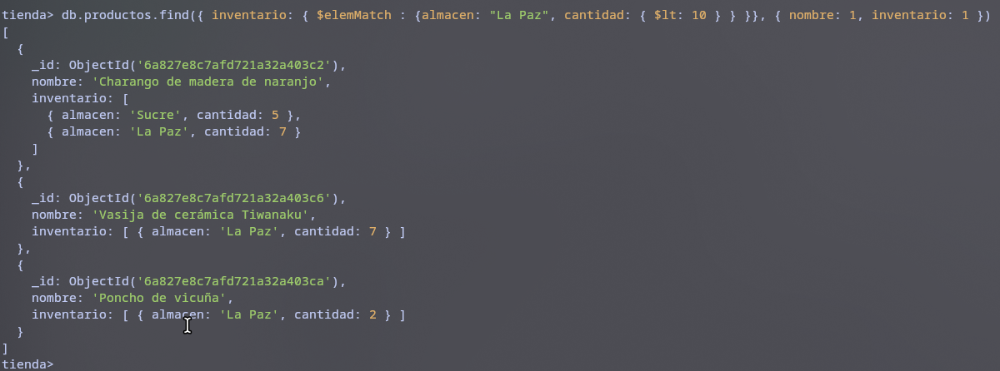 tienda> db.productos.find({ inventario: { $elemMatch : {almacen: "La Paz", cantidad: { $lt: 10 } } }}, { nombre: 1, inventario: 1 })
[
  {
    _id: ObjectId('6a827e8c7afd721a32a403c2'),
    nombre: 'Charango de madera de naranjo',
    inventario: [
      { almacen: 'Sucre', cantidad: 5 },
      { almacen: 'La Paz', cantidad: 7 }
    ]
  },
  {
    _id: ObjectId('6a827e8c7afd721a32a403c6'),
    nombre: 'Vasija de cerámica Tiwanaku',
    inventario: [ { almacen: 'La Paz', cantidad: 7 } ]
  },
  {
    _id: ObjectId('6a827e8c7afd721a32a403ca'),
    nombre: 'Poncho de vicuña',
    inventario: [ { almacen: 'La Paz', cantidad: 2 } ]
  }
]
tienda>